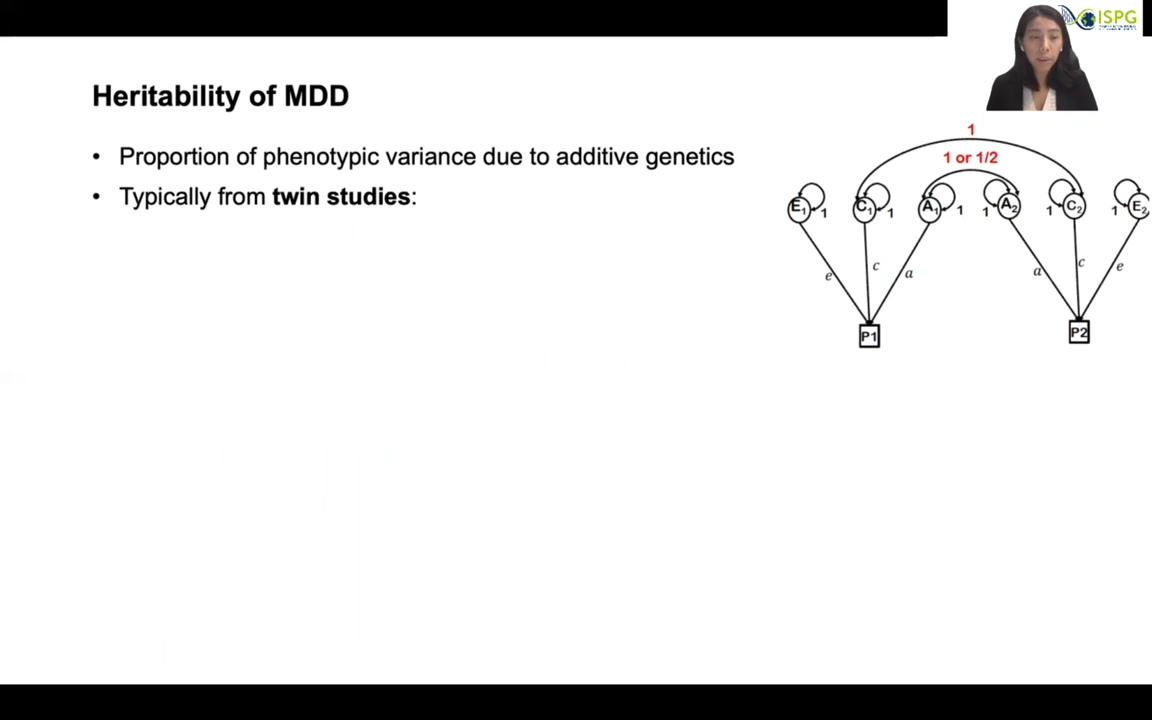 ISPG
Heritability of MDD
• Proportion of phenotypic variance due to additive genetics
• Typically from twin studies:
1
1 or 1/2
E1 1 C1 1 A1 1 1 A2 1 C2 1 E2
e c a a c e
P1 P2